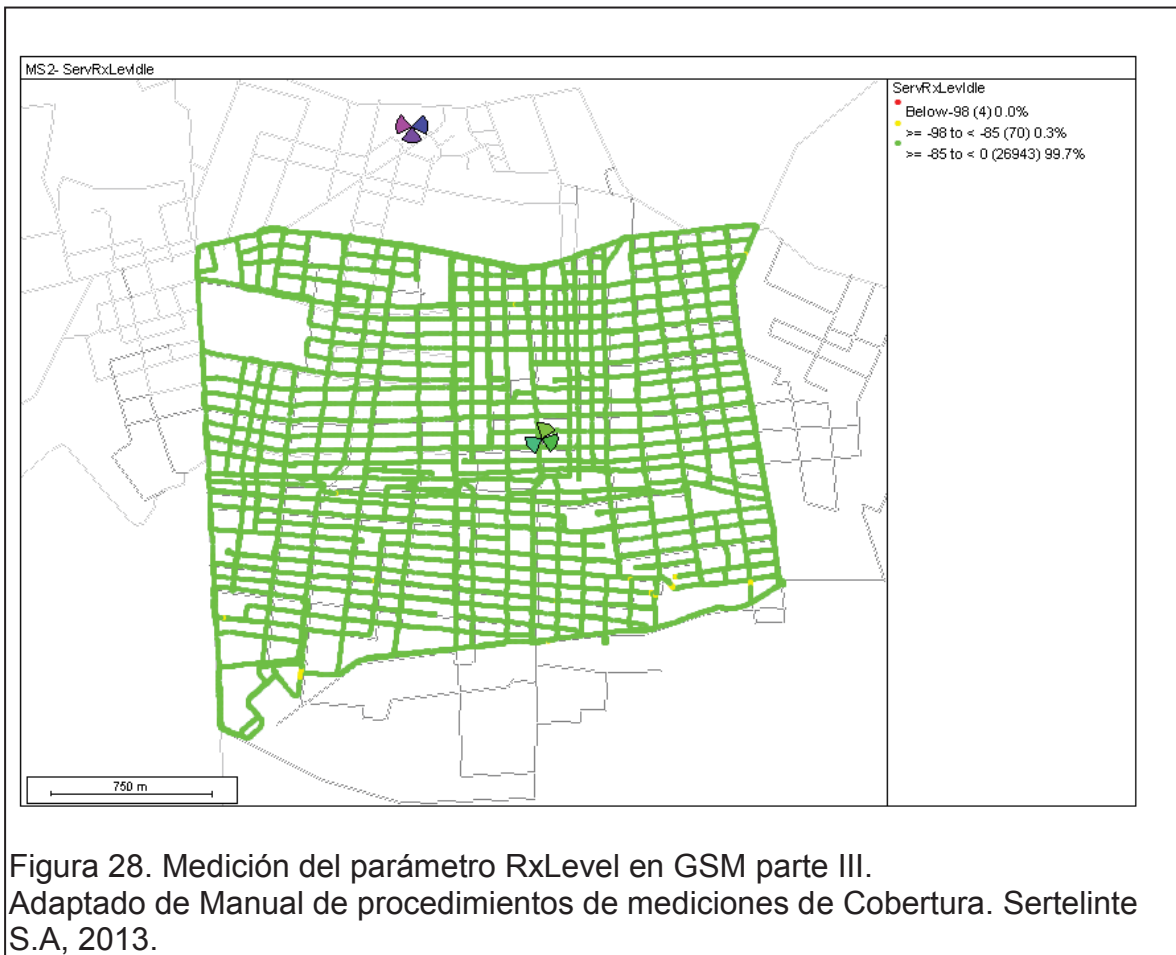 MS2- ServRxLevIdle
ServRxLevIdle
Below-98 (4) 0.0%
>= -98 to < -85 (70) 0.3%
>= -85 to < 0 (26943) 99.7%
750 m
Figura 28. Medición del parámetro RxLevel en GSM parte III.
Adaptado de Manual de procedimientos de mediciones de Cobertura. Sertelinte
S.A, 2013.